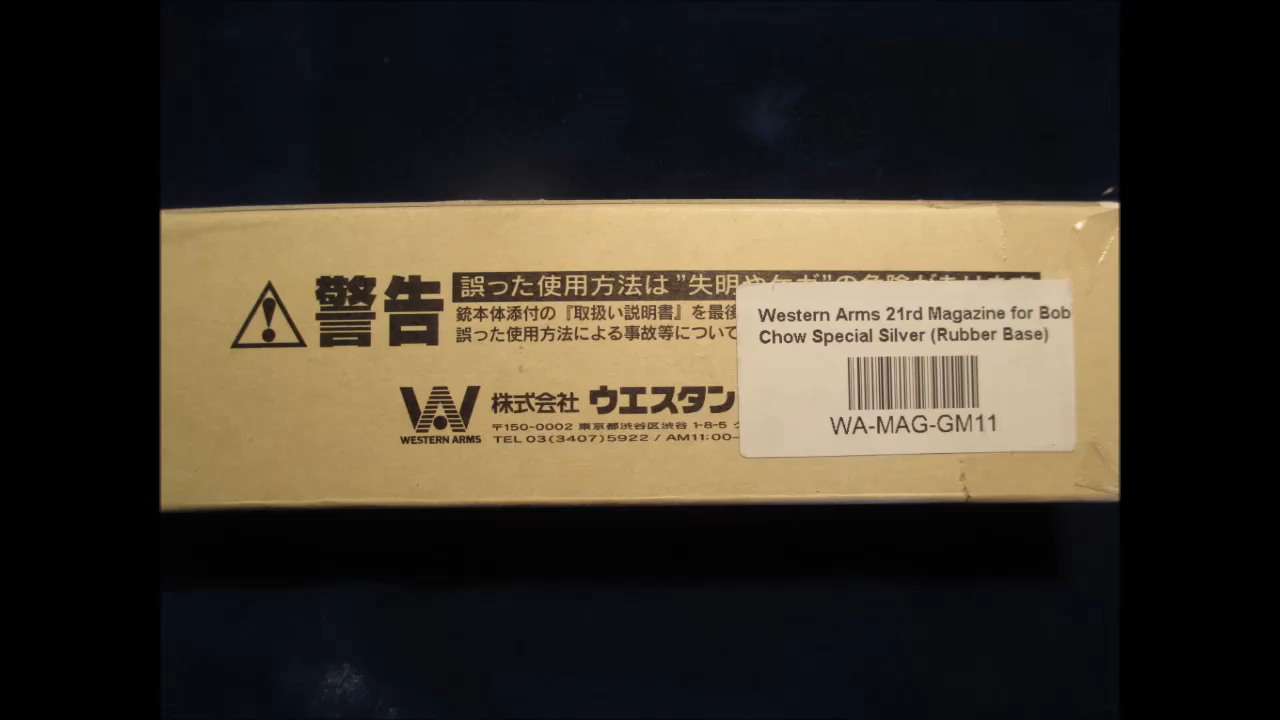 警告
誤った使用方法は”失明や
銃本体添付の『取扱い説明書』を最後
誤った使用方法による事故等について
WESTERN ARMS
株式会社 ウエスタン
〒150-0002 東京都渋谷区渋谷 1-8-5
TEL 03(3407)5922 / AM11:00-
Western Arms 21rd Magazine for Bob
Chow Special Silver (Rubber Base)
WA-MAG-GM11